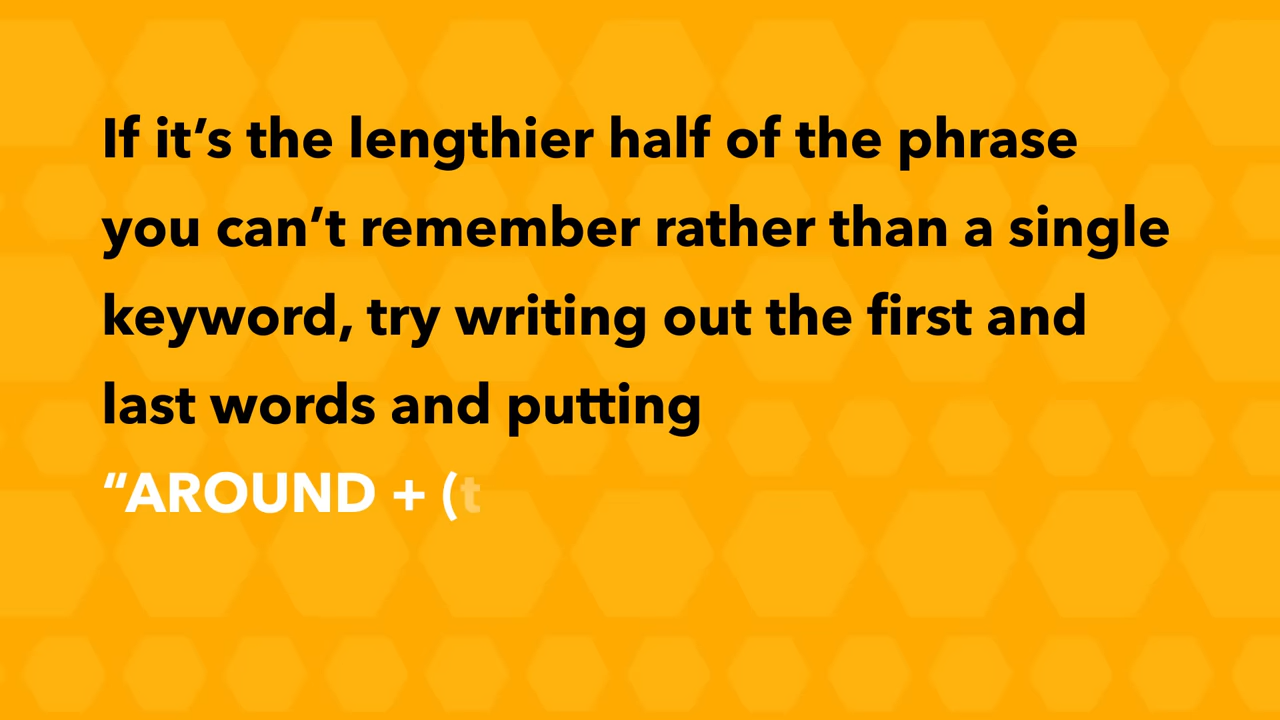 If it’s the lengthier half of the phrase
you can’t remember rather than a single
keyword, try writing out the first and
last words and putting
“AROUND + (t